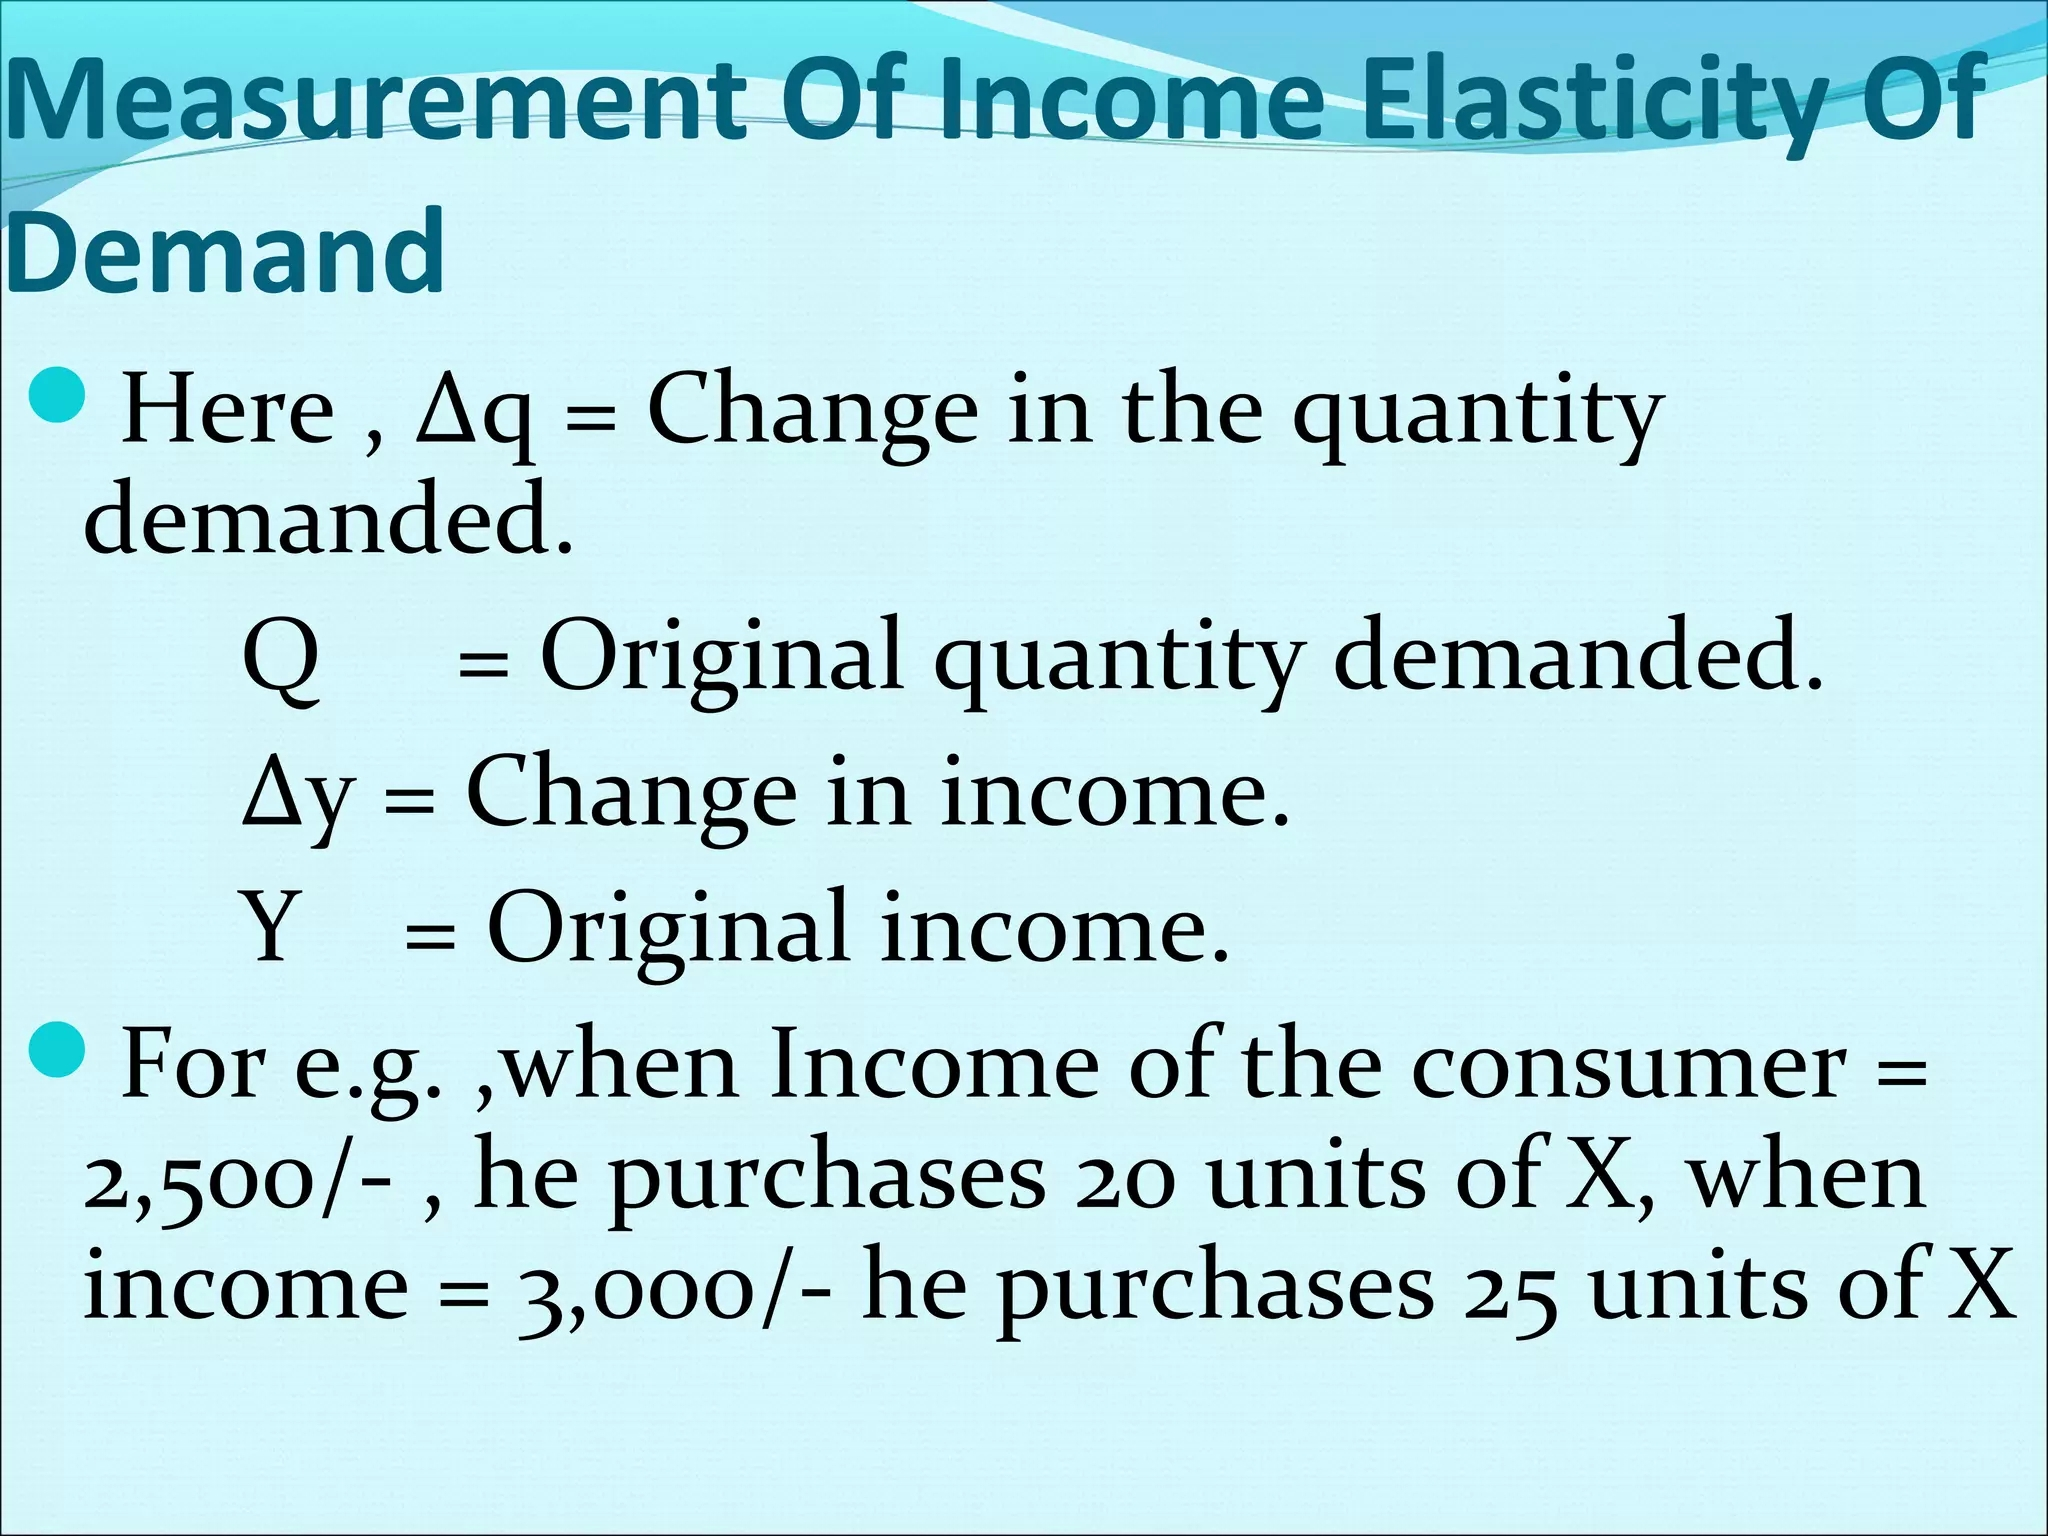 Measurement Of Income Elasticity Of
Demand
Here , Δq = Change in the quantity
demanded.
Q = Original quantity demanded.
Δy = Change in income.
Y = Original income.
For e.g. ,when Income of the consumer =
2,500/- , he purchases 20 units of X, when
income = 3,000/- he purchases 25 units of X